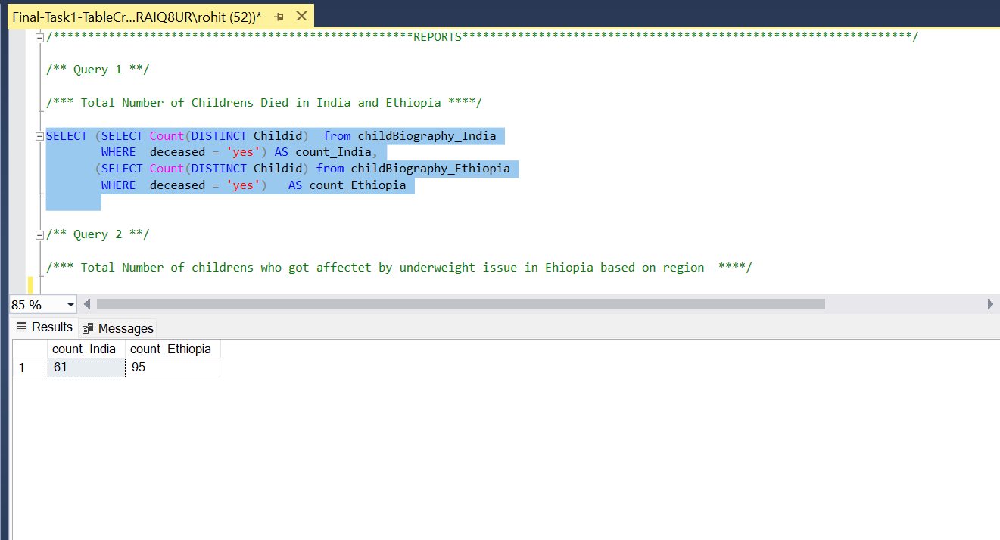 Final-Task1-TableCr...RAIQ8UR\rohit (52))*
/****************************************************REPORTS*****************************************************************/
/** Query 1 **/
/*** Total Number of Childrens Died in India and Ethiopia ****/
SELECT (SELECT Count(DISTINCT Childid)  from childBiography_India
WHERE  deceased = 'yes') AS count_India,
(SELECT Count(DISTINCT Childid) from childBiography_Ethiopia
WHERE  deceased = 'yes')   AS count_Ethiopia
/** Query 2 **/
/*** Total Number of childrens who got affectet by underweight issue in Ehiopia based on region  ****/
85 %
Results Messages
count_India count_Ethiopia
1 61 95